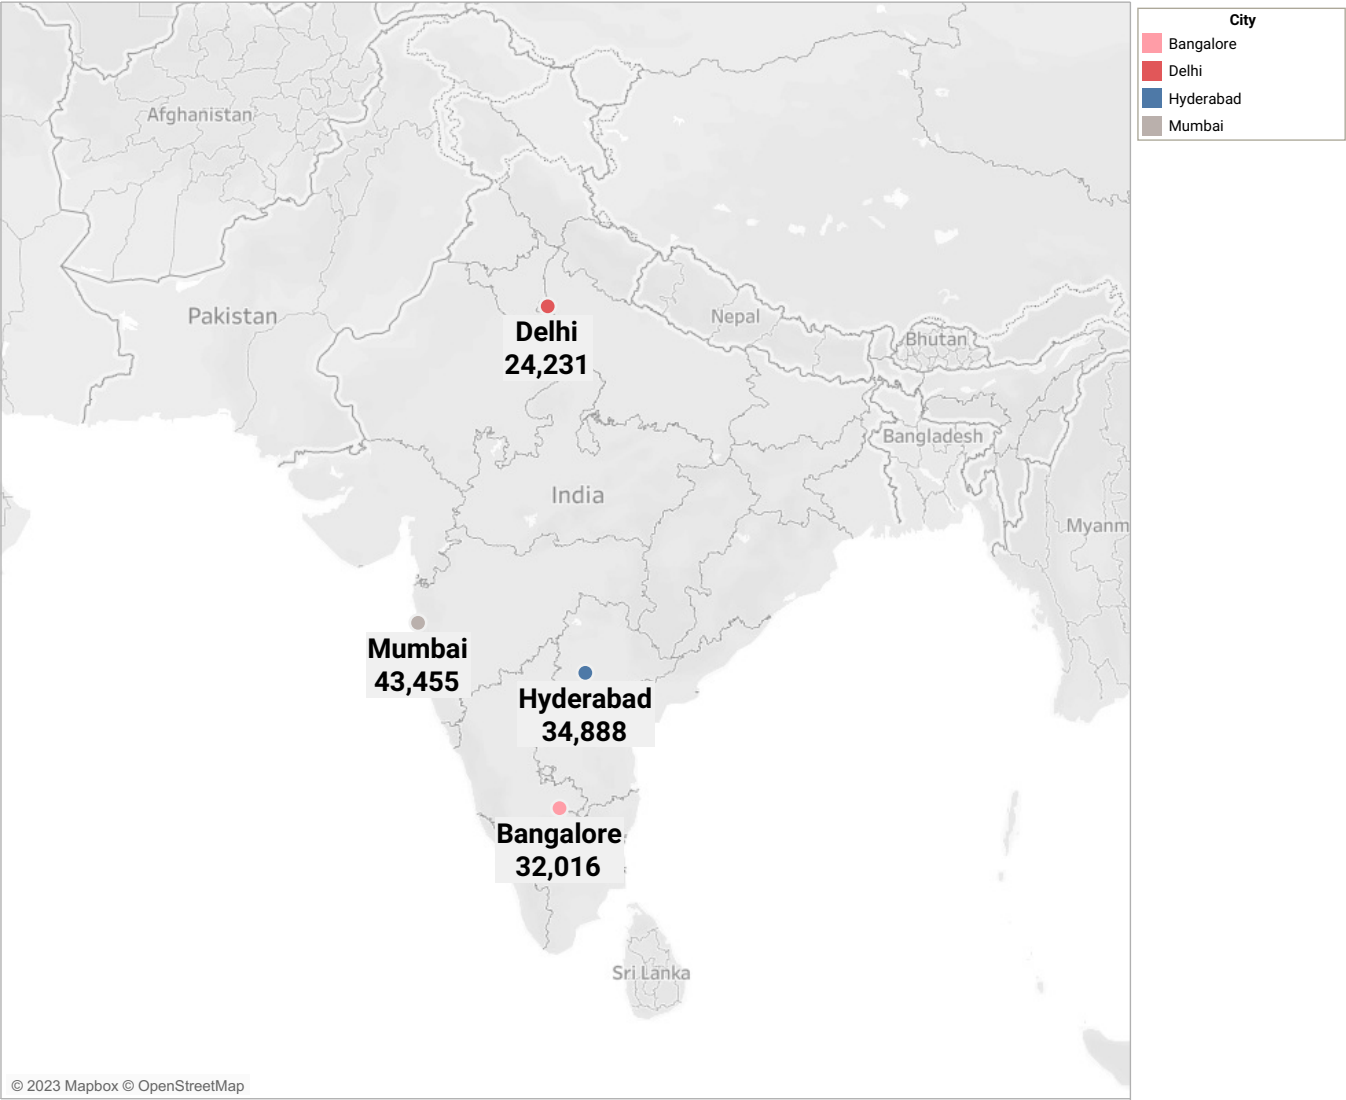 City
Bangalore
Delhi
Hyderabad
Mumbai
Afghanistan
Pakistan
Nepal
Bhutan
Delhi
24,231
Bangladesh
India
Myanm
Mumbai
43,455
Hyderabad
34,888
Bangalore
32,016
Sri Lanka
© 2023 Mapbox © OpenStreetMap